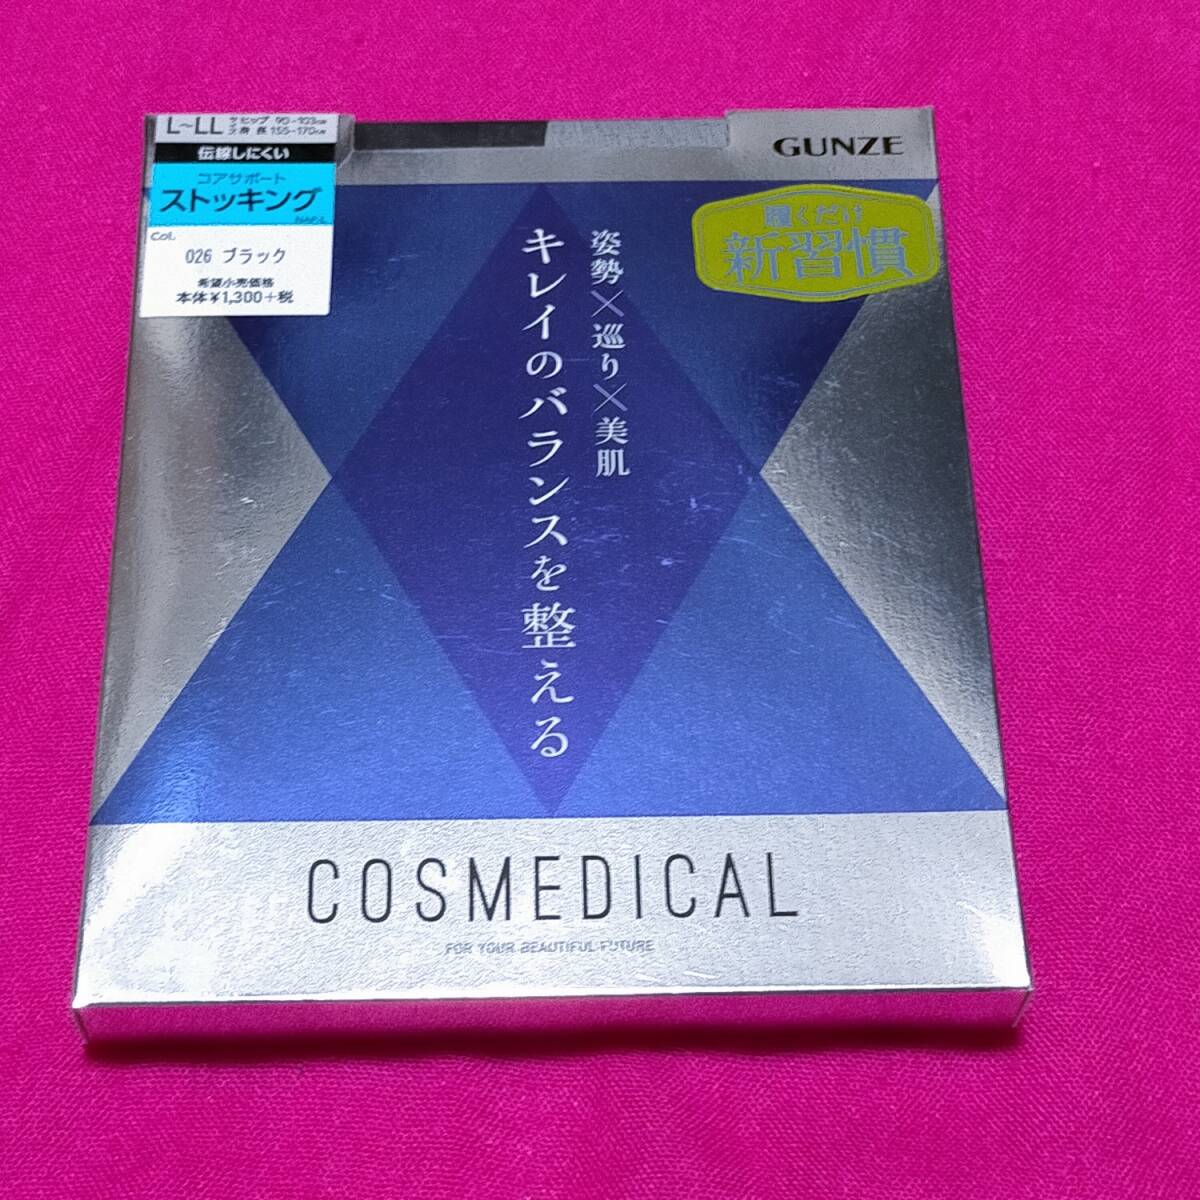 L~LL サイズ ヒップ 90-103cm 身長 155-170cm
伝線しにくい
コアサポート
ストッキング
Col.
026 ブラック
希望小売価格
本体¥1,300+税
GUNZE
履くだけ
新習慣
姿勢×巡り×美肌
キレイのバランスを整える
COSMEDICAL
FOR YOUR BEAUTIFUL FUTURE